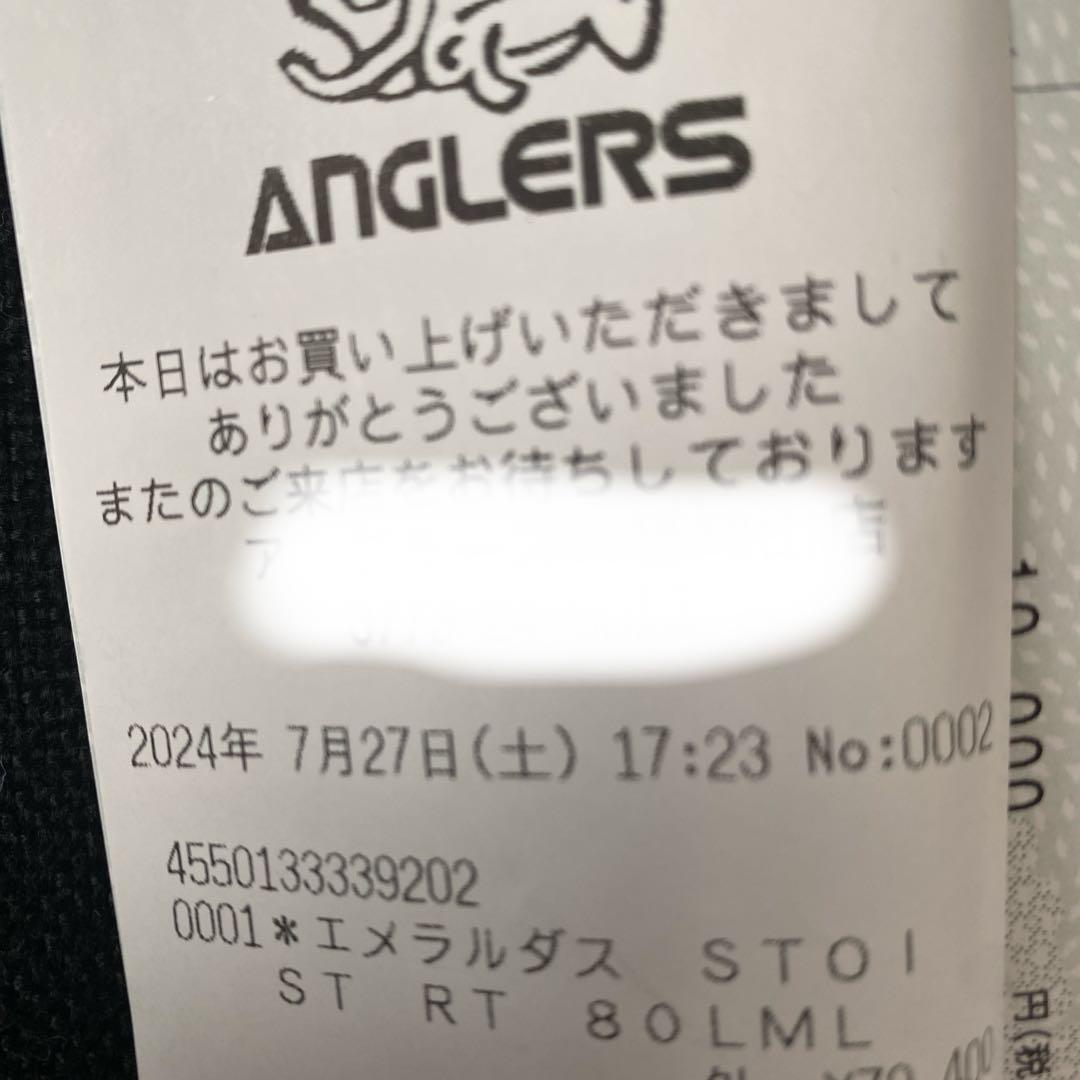 ANGLERS
本日はお買い上げいただきまして
ありがとうございました
またのご来店をお待ちしております
2024年 7月27日(土) 17:23 No:0002
4550133339202
0001*エメラルダス STOI
ST RT 80LML
円(税